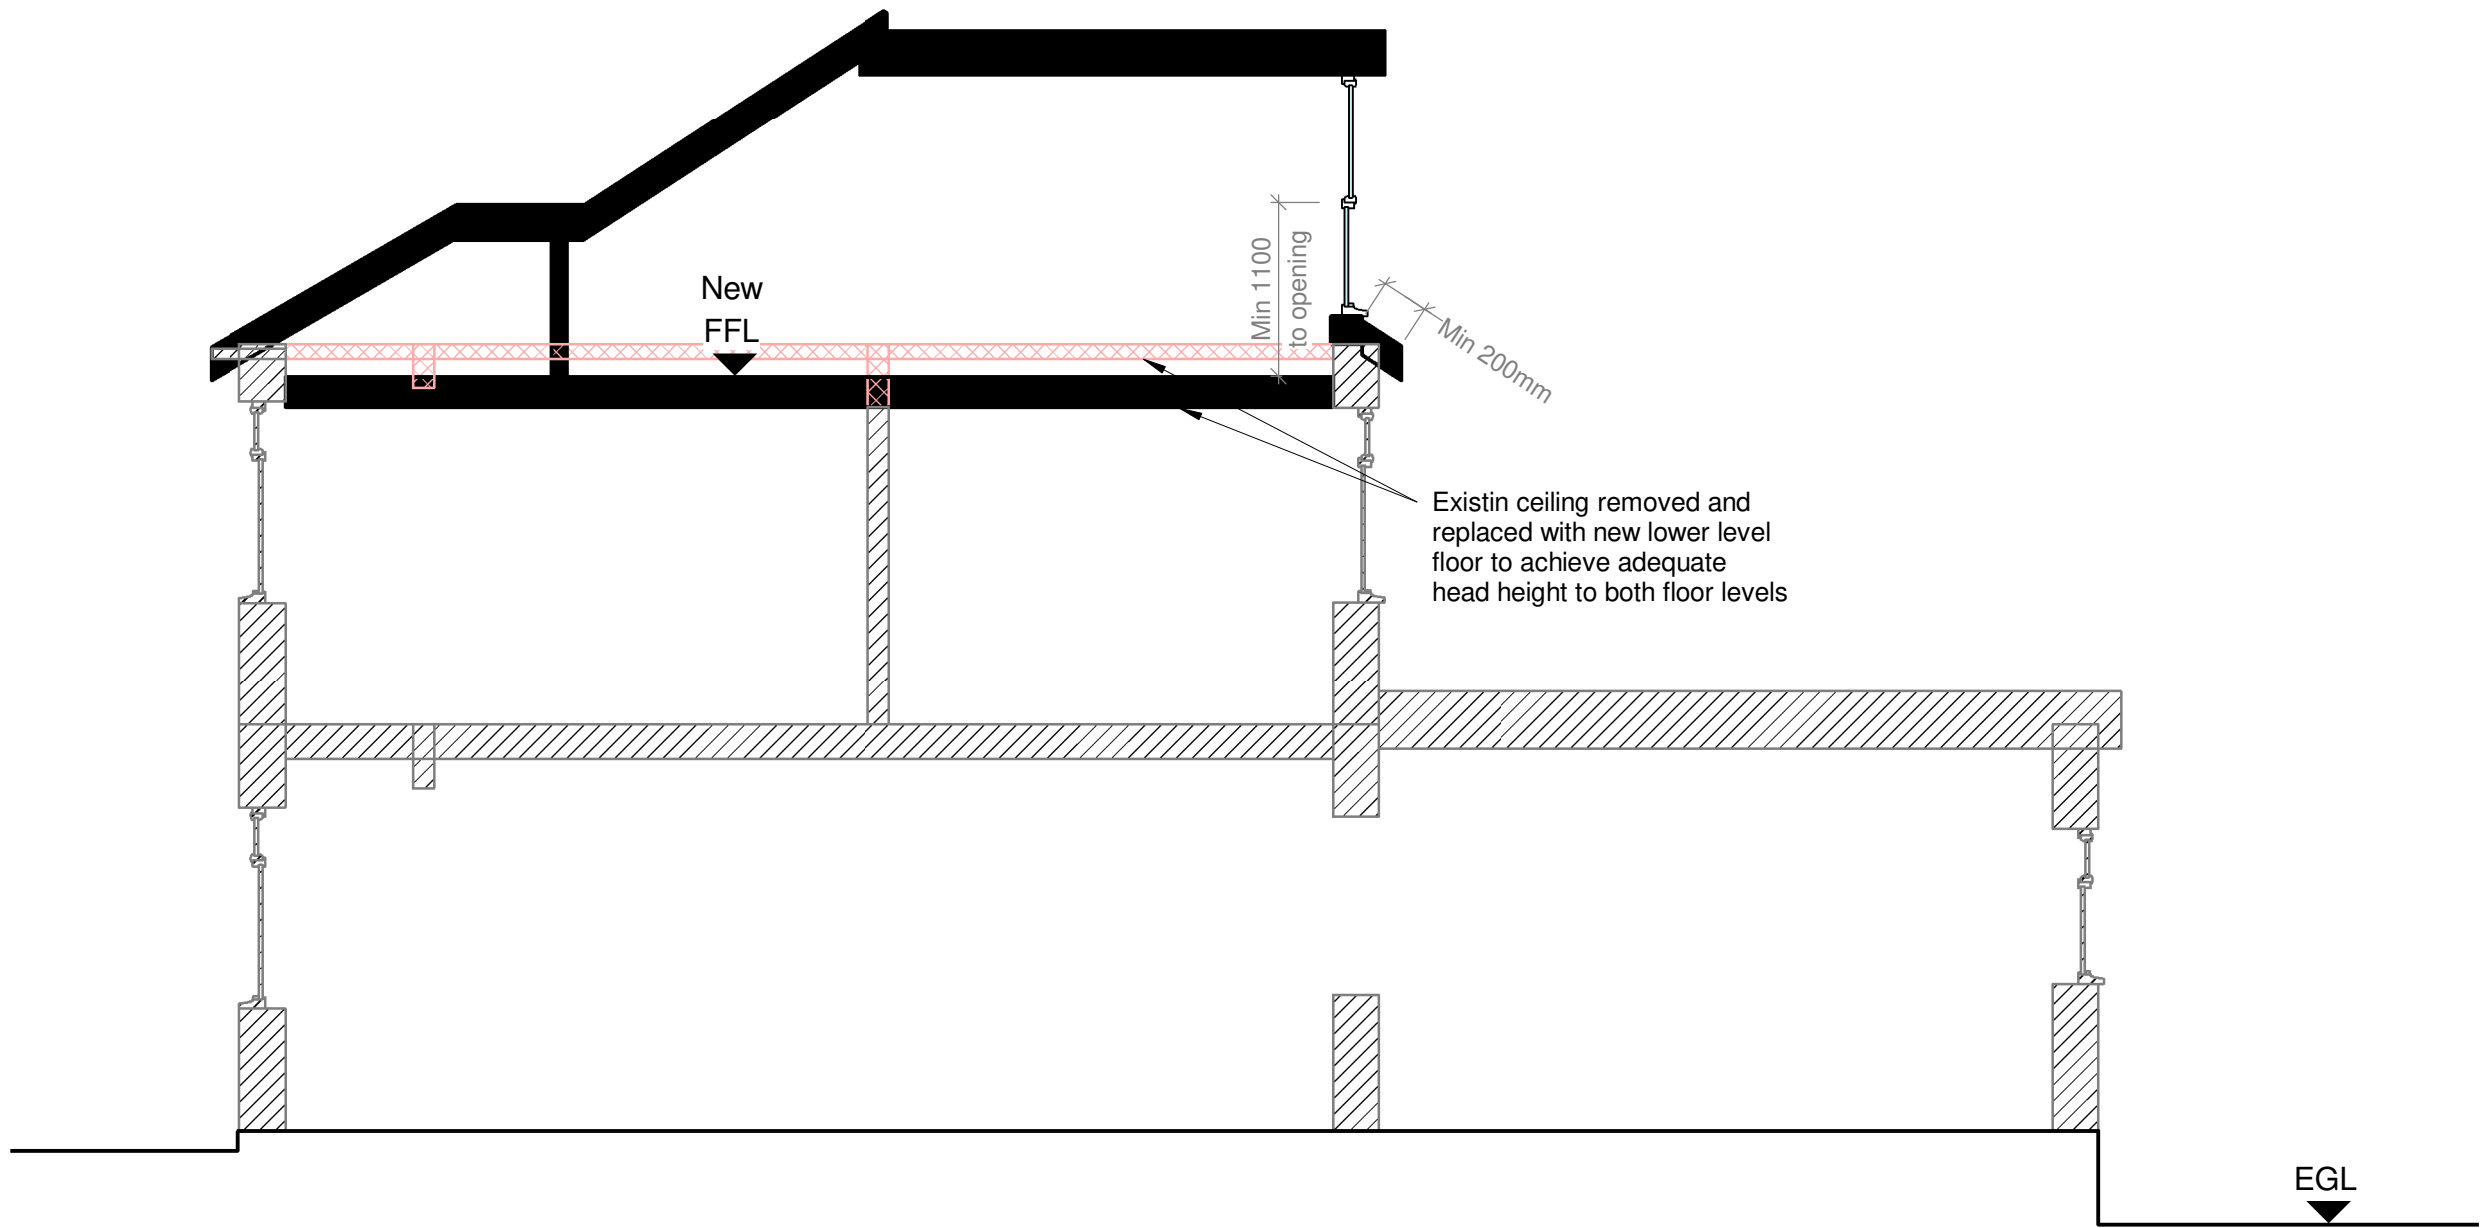 New
FFL
Min 1100
to opening
Min 200mm
Existin ceiling removed and
replaced with new lower level
floor to achieve adequate
head height to both floor levels
EGL